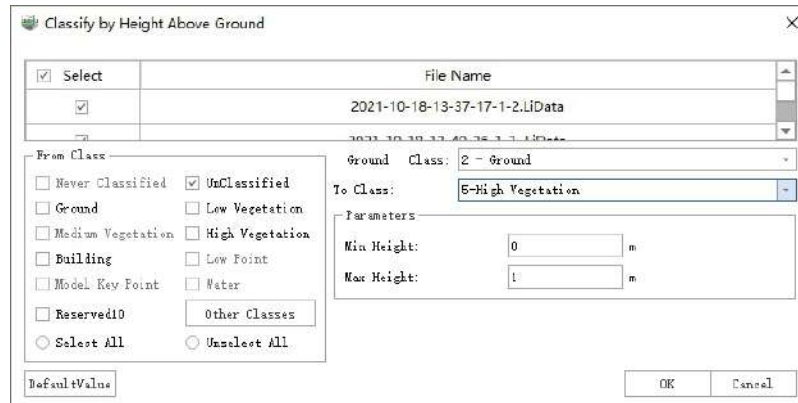 Classify by Height Above Ground
Select File Name
2021-10-18-13-37-17-1-2.LiData
From Class
Never Classified UnClassified
Ground Low Vegetation
Medium Vegetation High Vegetation
Building Low Point
Model Key Point Water
Reserved10 Other Classes
Select All Unselect All
Ground Class: 2 - Ground
To Class: 5-High Vegetation
Parameters
Min Height: 0 m
Max Height: 1 m
DefaultValue OK Cancel